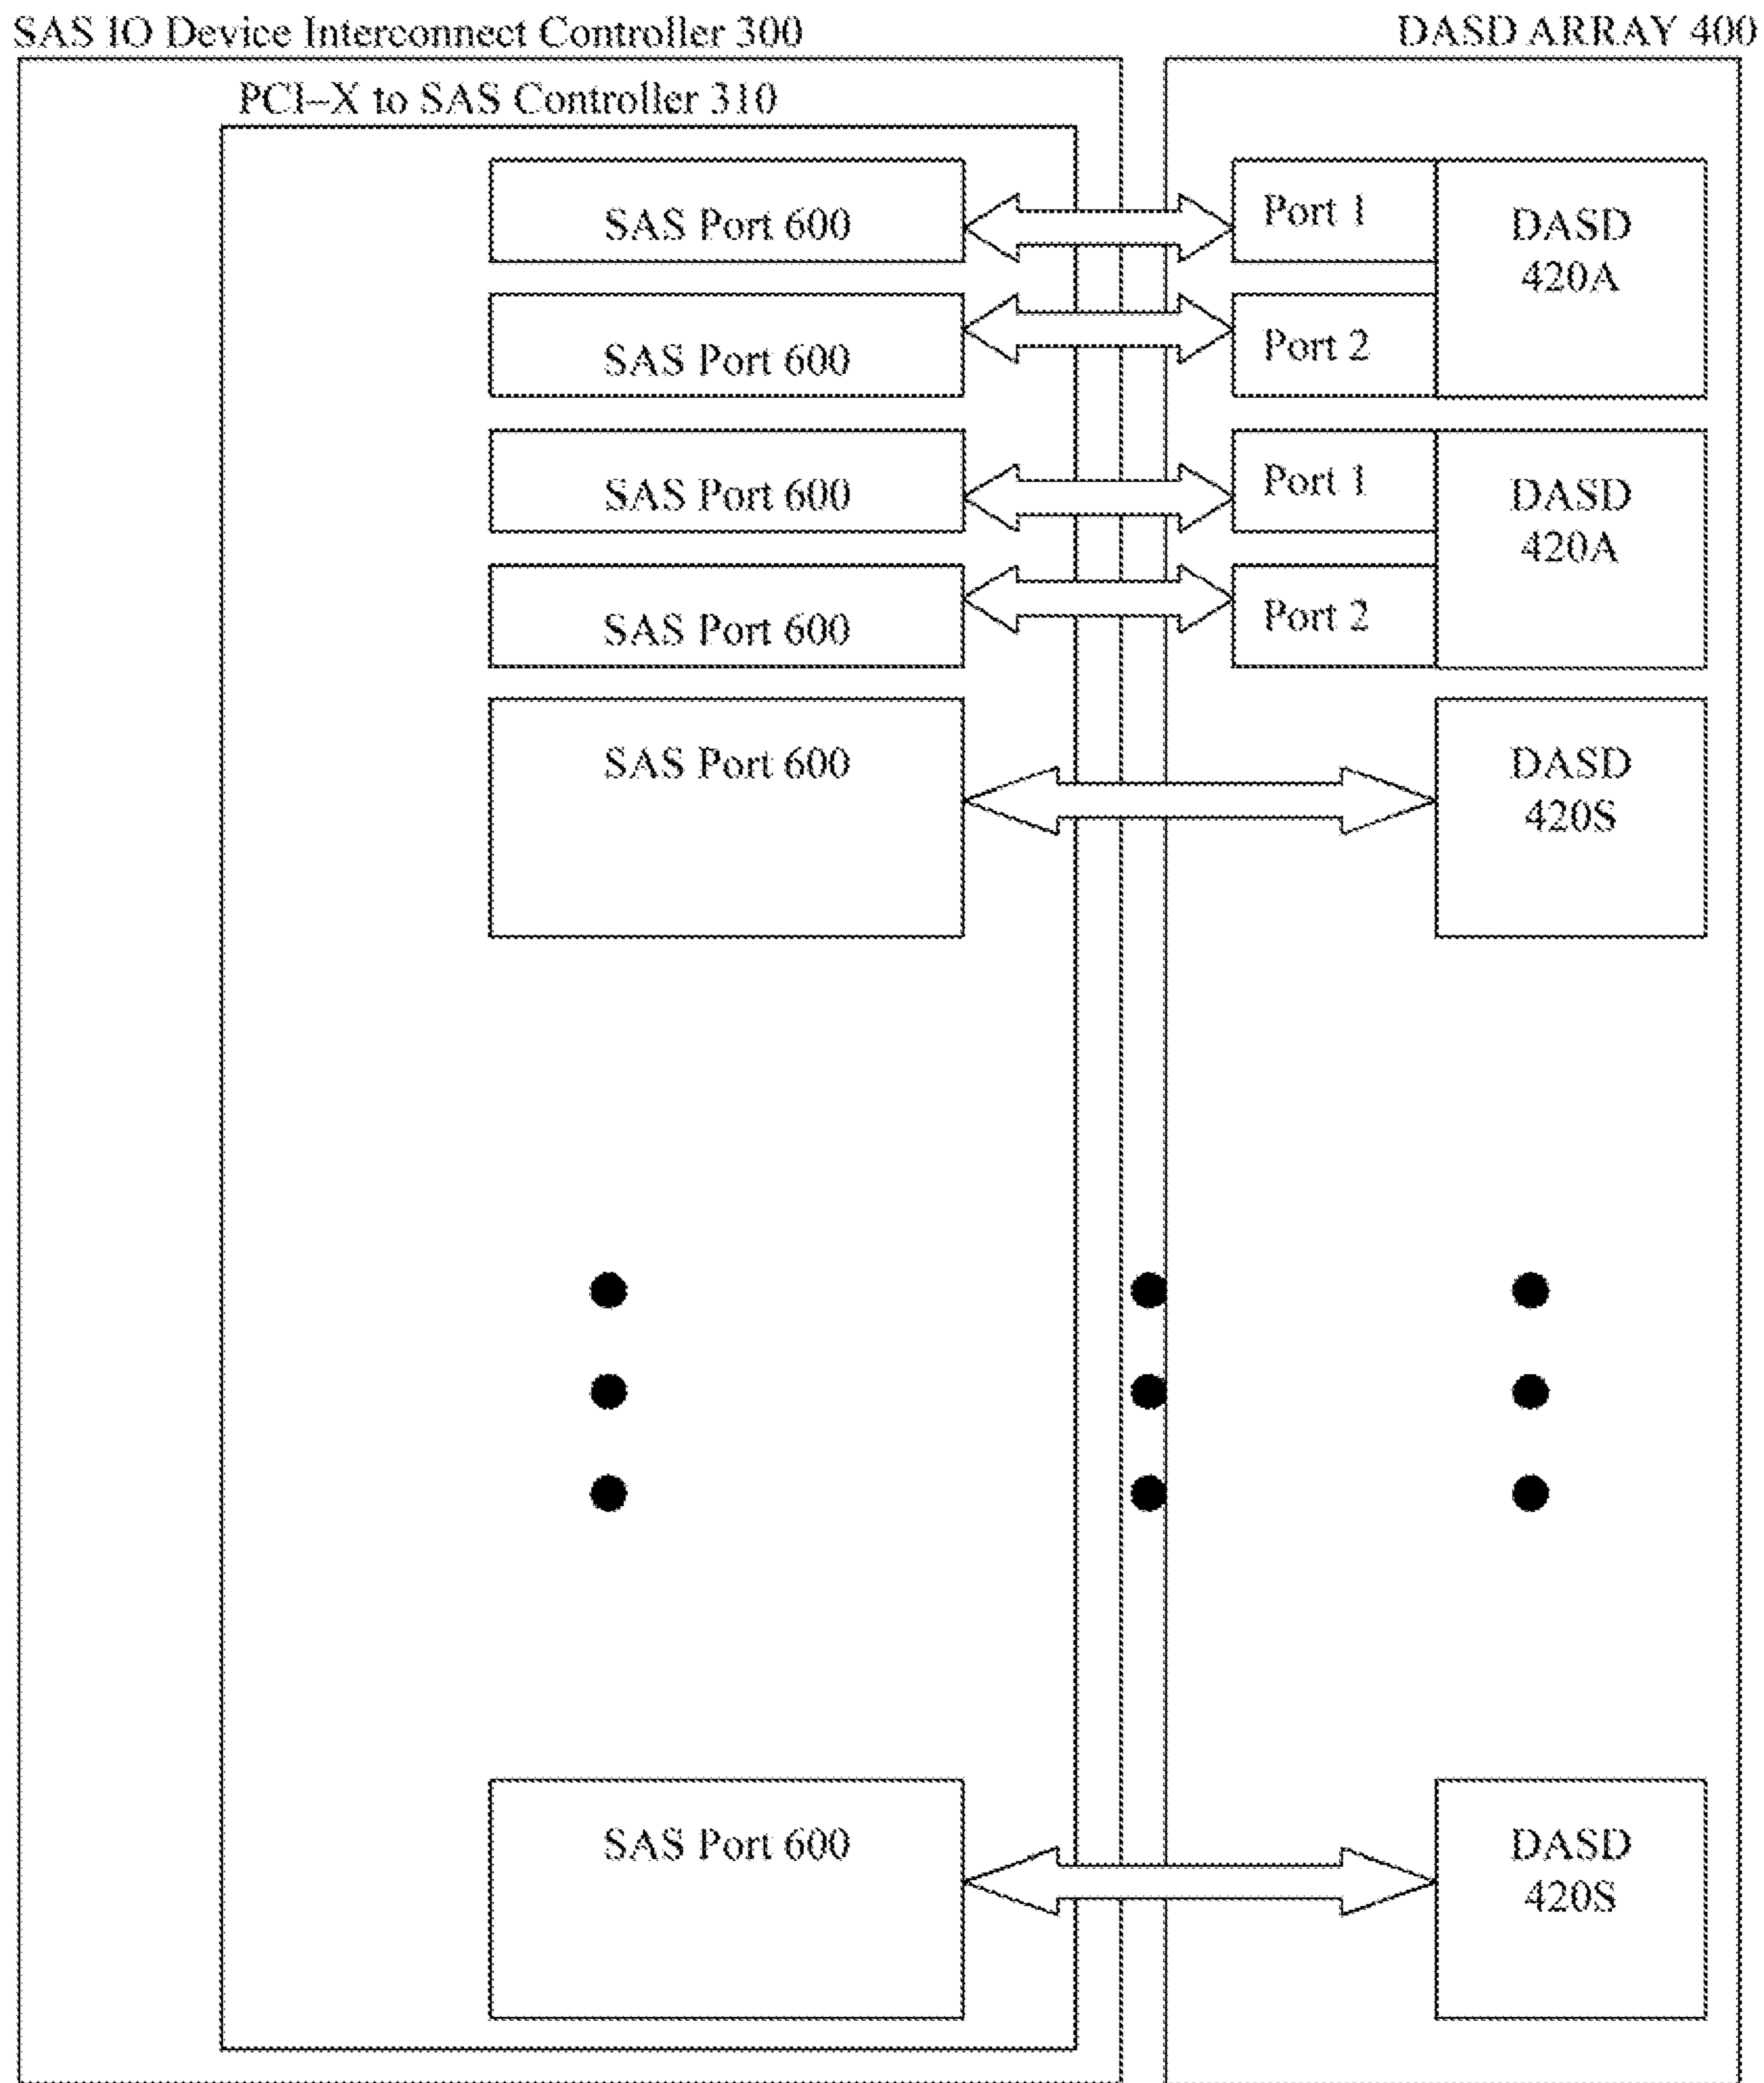 SAS IO Device Interconnect Controller 300
DASD ARRAY 400
PCI-X to SAS Controller 310
SAS Port 600
Port 1
DASD
420A
SAS Port 600
Port 2
SAS Port 600
Port 1
DASD
420A
SAS Port 600
Port 2
SAS Port 600
DASD
420S
SAS Port 600
DASD
420S